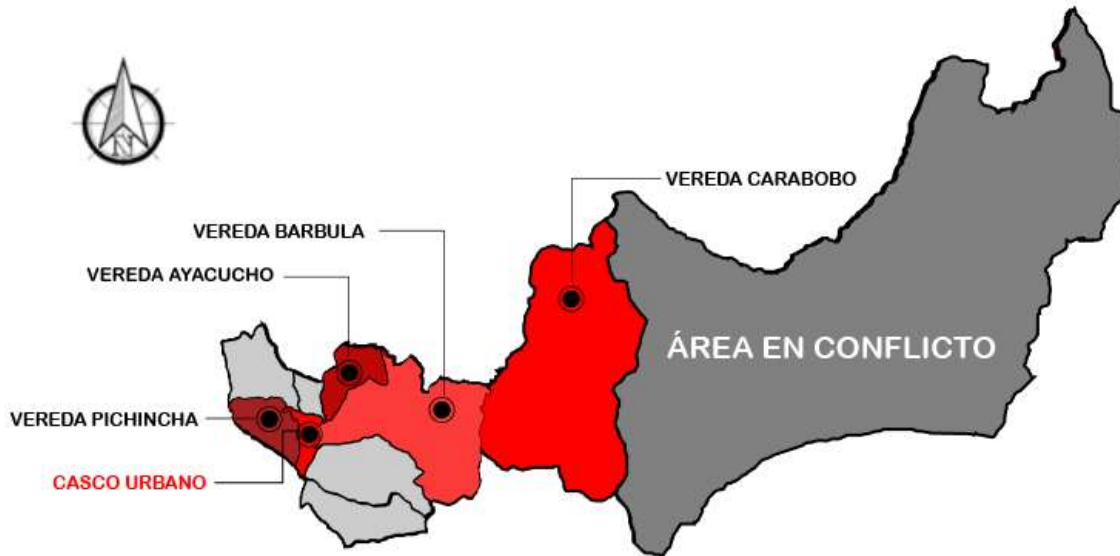 N
VEREDA CARABOBO
VEREDA BARBULA
VEREDA AYACUCHO
ÁREA EN CONFLICTO
VEREDA PICHINCHA
CASCO URBANO